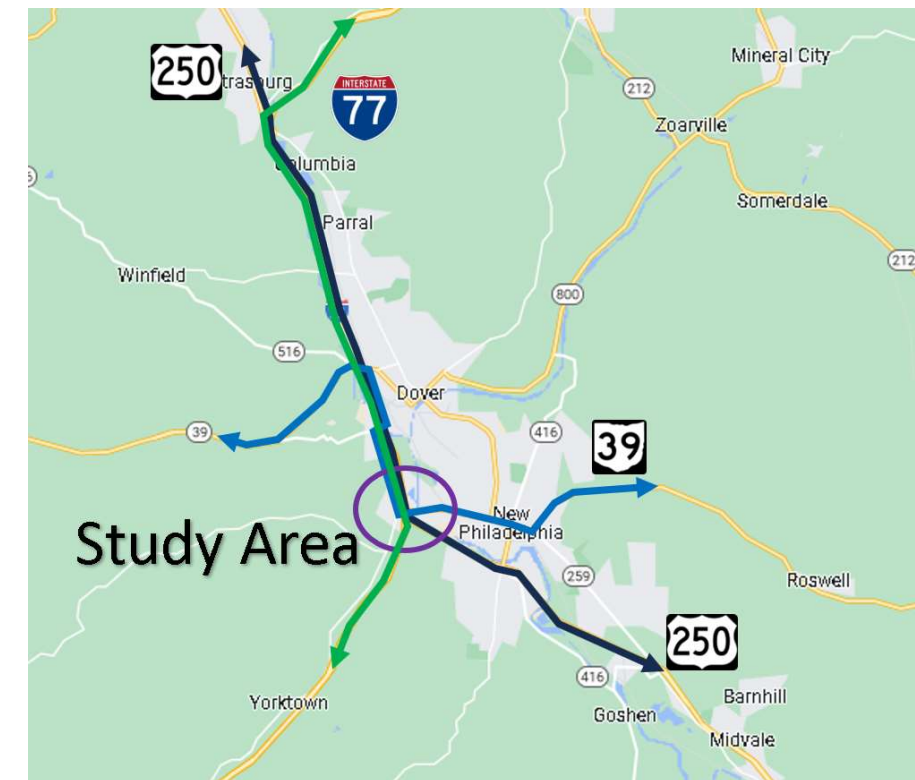 250
trasburg
INTERSTATE
77
Mineral City
212
Zoarville
Columbia
Somerdale
Parral
212
Winfield
800
516
Dover
39
416
39
New
Philadelphia
Study Area
259
Roswell
250
416
Yorktown
Barnhill
Goshen
Midvale